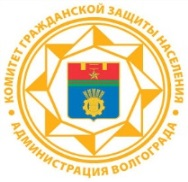 КОМИТЕТ ГРАЖДАНСКОЙ ЗАЩИТЫ НАСЕЛЕНИЯ
АДМИНИСТРАЦИЯ ВОЛГОГРАДА